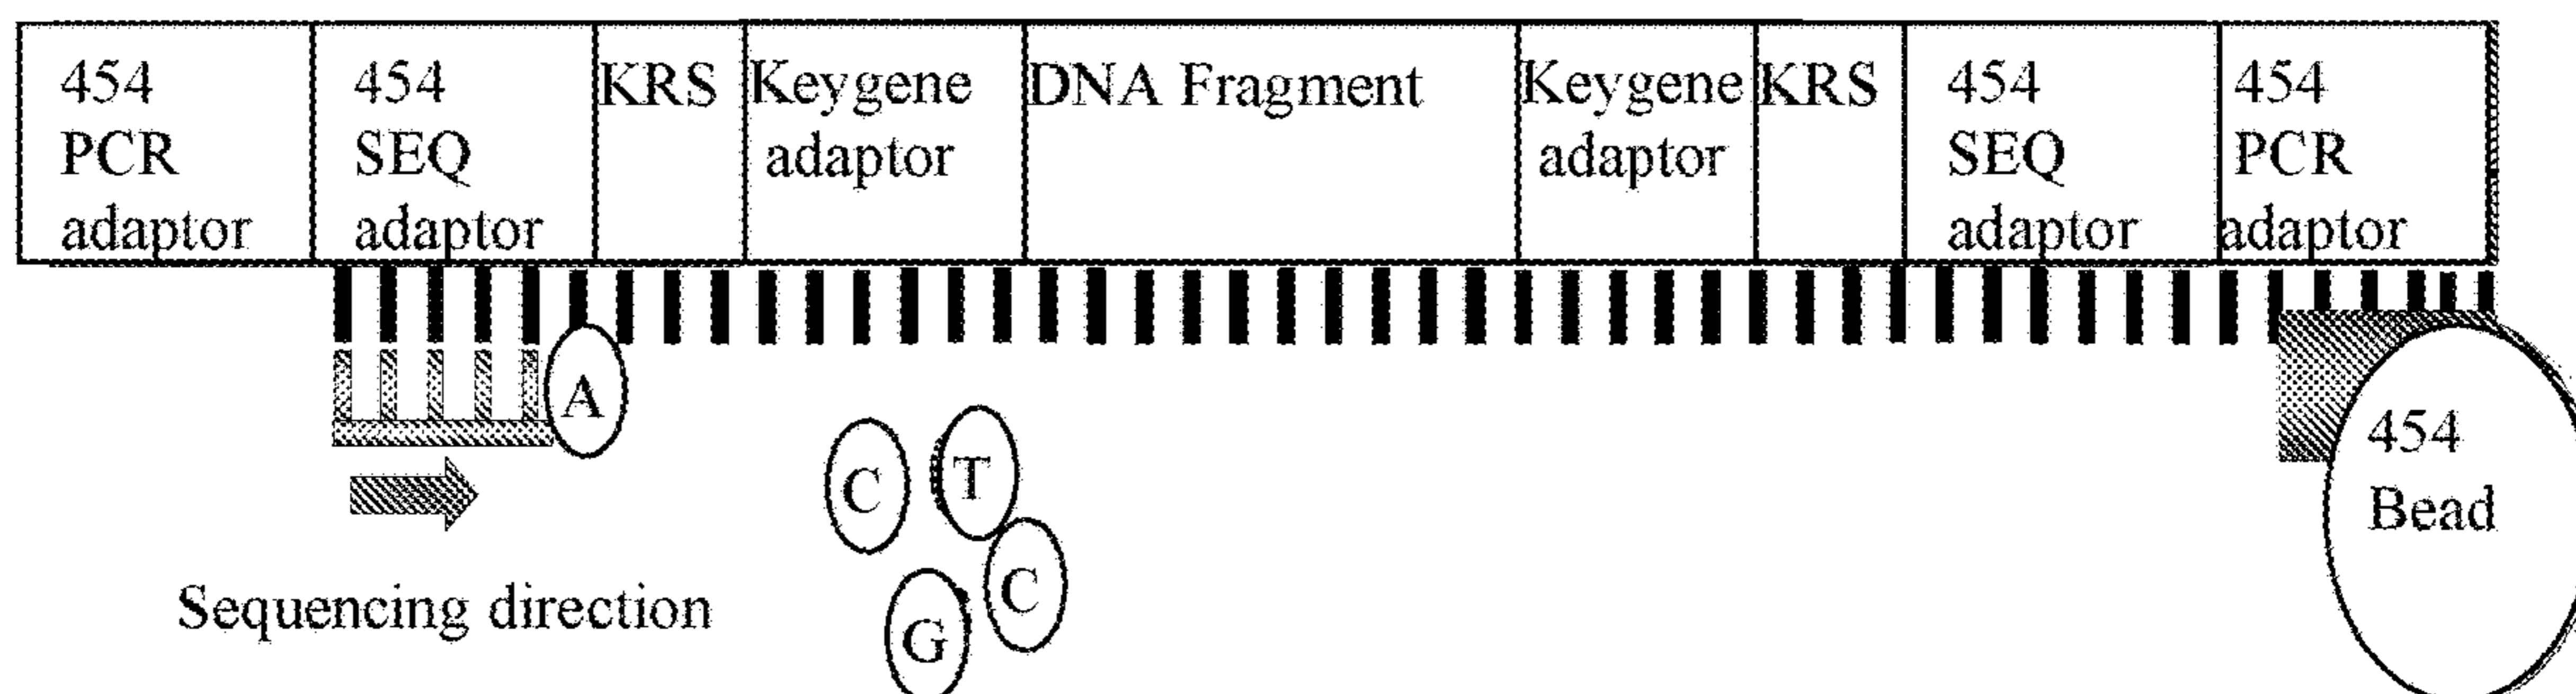 454
PCR
adaptor
454
SEQ
adaptor
KRS
Keygene
adaptor
DNA Fragment
Keygene
adaptor
KRS
454
SEQ
adaptor
454
PCR
adaptor
A
C
T
C
G
454
Bead
Sequencing direction